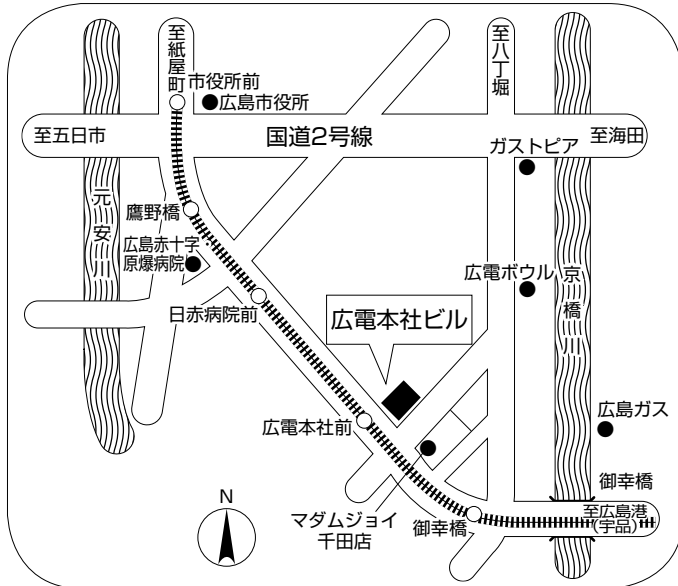 至紙屋町
至八丁堀
市役所前
広島市役所
至五日市
国道2号線
至海田
ガストピア
元安川
鷹野橋
広島赤十字・
原爆病院
広電ボウル
京橋川
日赤病院前
広電本社ビル
広電本社前
広島ガス
御幸橋
至広島港
(宇品)
マダムジョイ
千田店
御幸橋
N